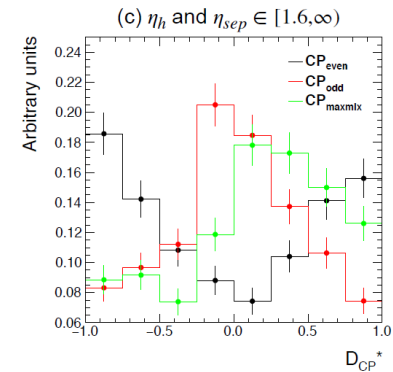 (c) η_h and η_sep ∈ [1.6,∞)
Arbitrary units
0.24
0.22
0.20
0.18
0.16
0.14
0.12
0.10
0.08
0.06
CP_even
CP_odd
CP_maxmix
-1.0 -0.5 0.0 0.5 1.0
D_CP*